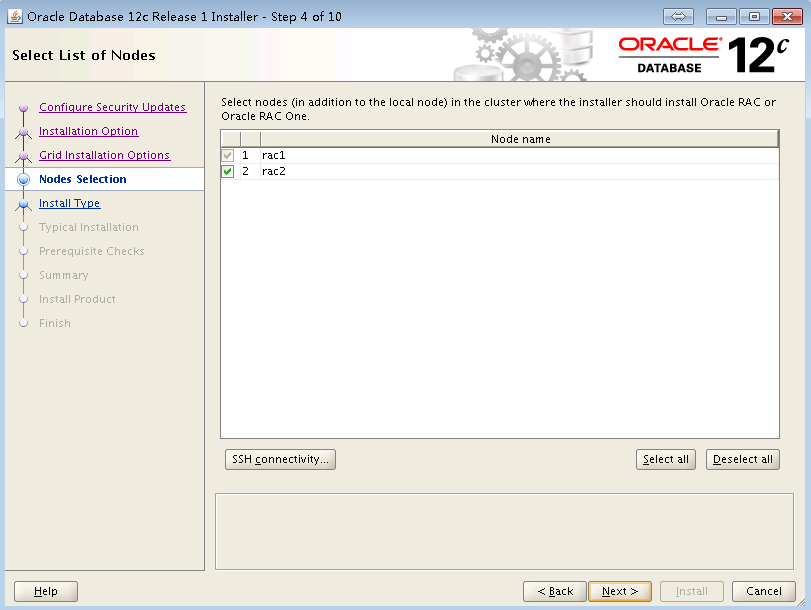 Oracle Database 12c Release 1 Installer - Step 4 of 10
Select List of Nodes
ORACLE®
DATABASE
12c
Configure Security Updates
Installation Option
Grid Installation Options
Nodes Selection
Install Type
Typical Installation
Prerequisite Checks
Summary
Install Product
Finish
Select nodes (in addition to the local node) in the cluster where the installer should install Oracle RAC or
Oracle RAC One.
Node name
1 rac1
2 rac2
SSH connectivity...
Select all
Deselect all
Help
< Back
Next >
Install
Cancel